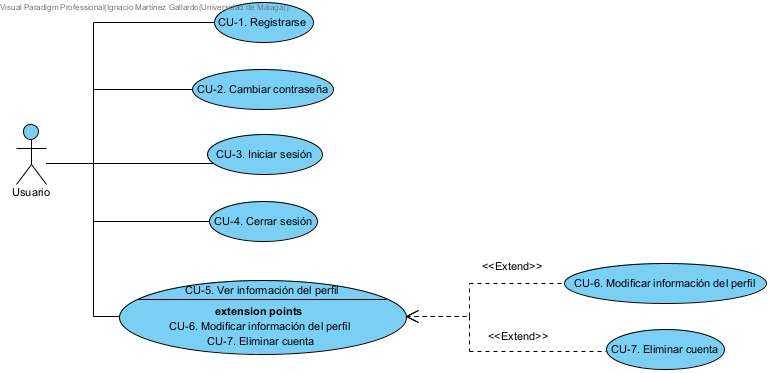 Visual Paradigm Professional(Ignacio Martínez Gallardo(Universidad de Málaga))
CU-1. Registrarse
CU-2. Cambiar contraseña
CU-3. Iniciar sesión
Usuario
CU-4. Cerrar sesión
<<Extend>>
CU-5. Ver información del perfil
CU-6. Modificar información del perfil
extension points
CU-6. Modificar información del perfil
CU-7. Eliminar cuenta
<<Extend>>
CU-7. Eliminar cuenta